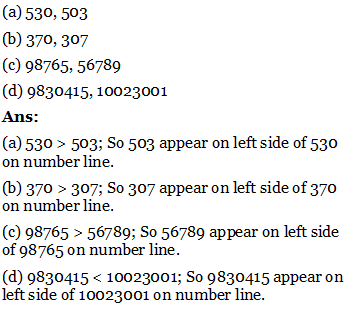 (a) 530, 503
(b) 370, 307
(c) 98765, 56789
(d) 9830415, 10023001
Ans:
(a) 530 > 503; So 503 appear on left side of 530
on number line.
(b) 370 > 307; So 307 appear on left side of 370
on number line.
(c) 98765 > 56789; So 56789 appear on left side
of 98765 on number line.
(d) 9830415 < 10023001; So 9830415 appear on
left side of 10023001 on number line.